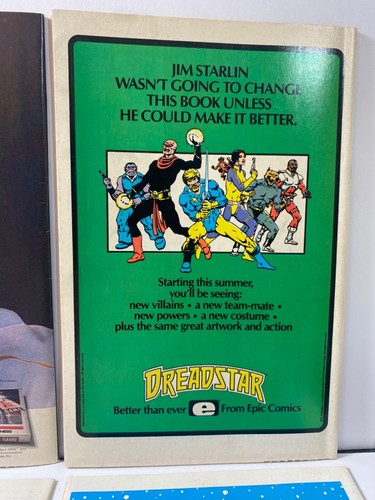 JIM STARLIN
WASN'T GOING TO CHANGE
THIS BOOK UNLESS
HE COULD MAKE IT BETTER.
Starting this summer,
you'll be seeing:
new villains • a new team-mate •
new powers • a new costume •
plus the same great artwork and action
DREADSTAR
Better than ever e From Epic Comics